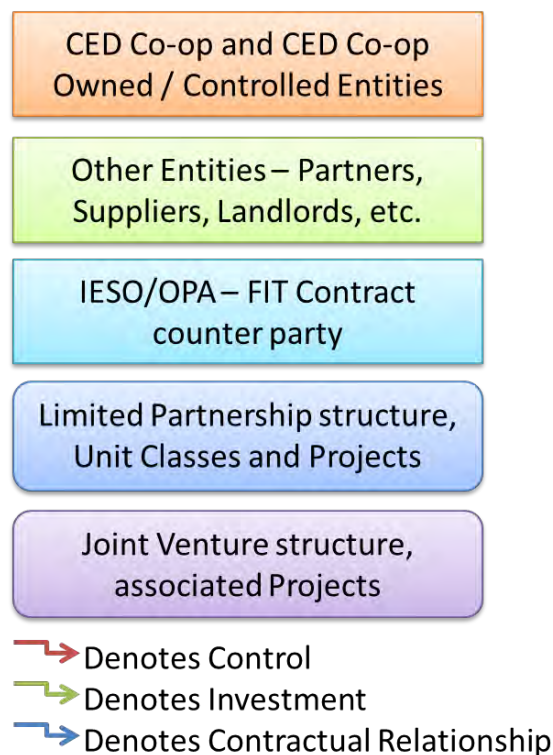 CED Co-op and CED Co-op
Owned / Controlled Entities
Other Entities – Partners,
Suppliers, Landlords, etc.
IESO/OPA – FIT Contract
counter party
Limited Partnership structure,
Unit Classes and Projects
Joint Venture structure,
associated Projects
Denotes Control
Denotes Investment
Denotes Contractual Relationship